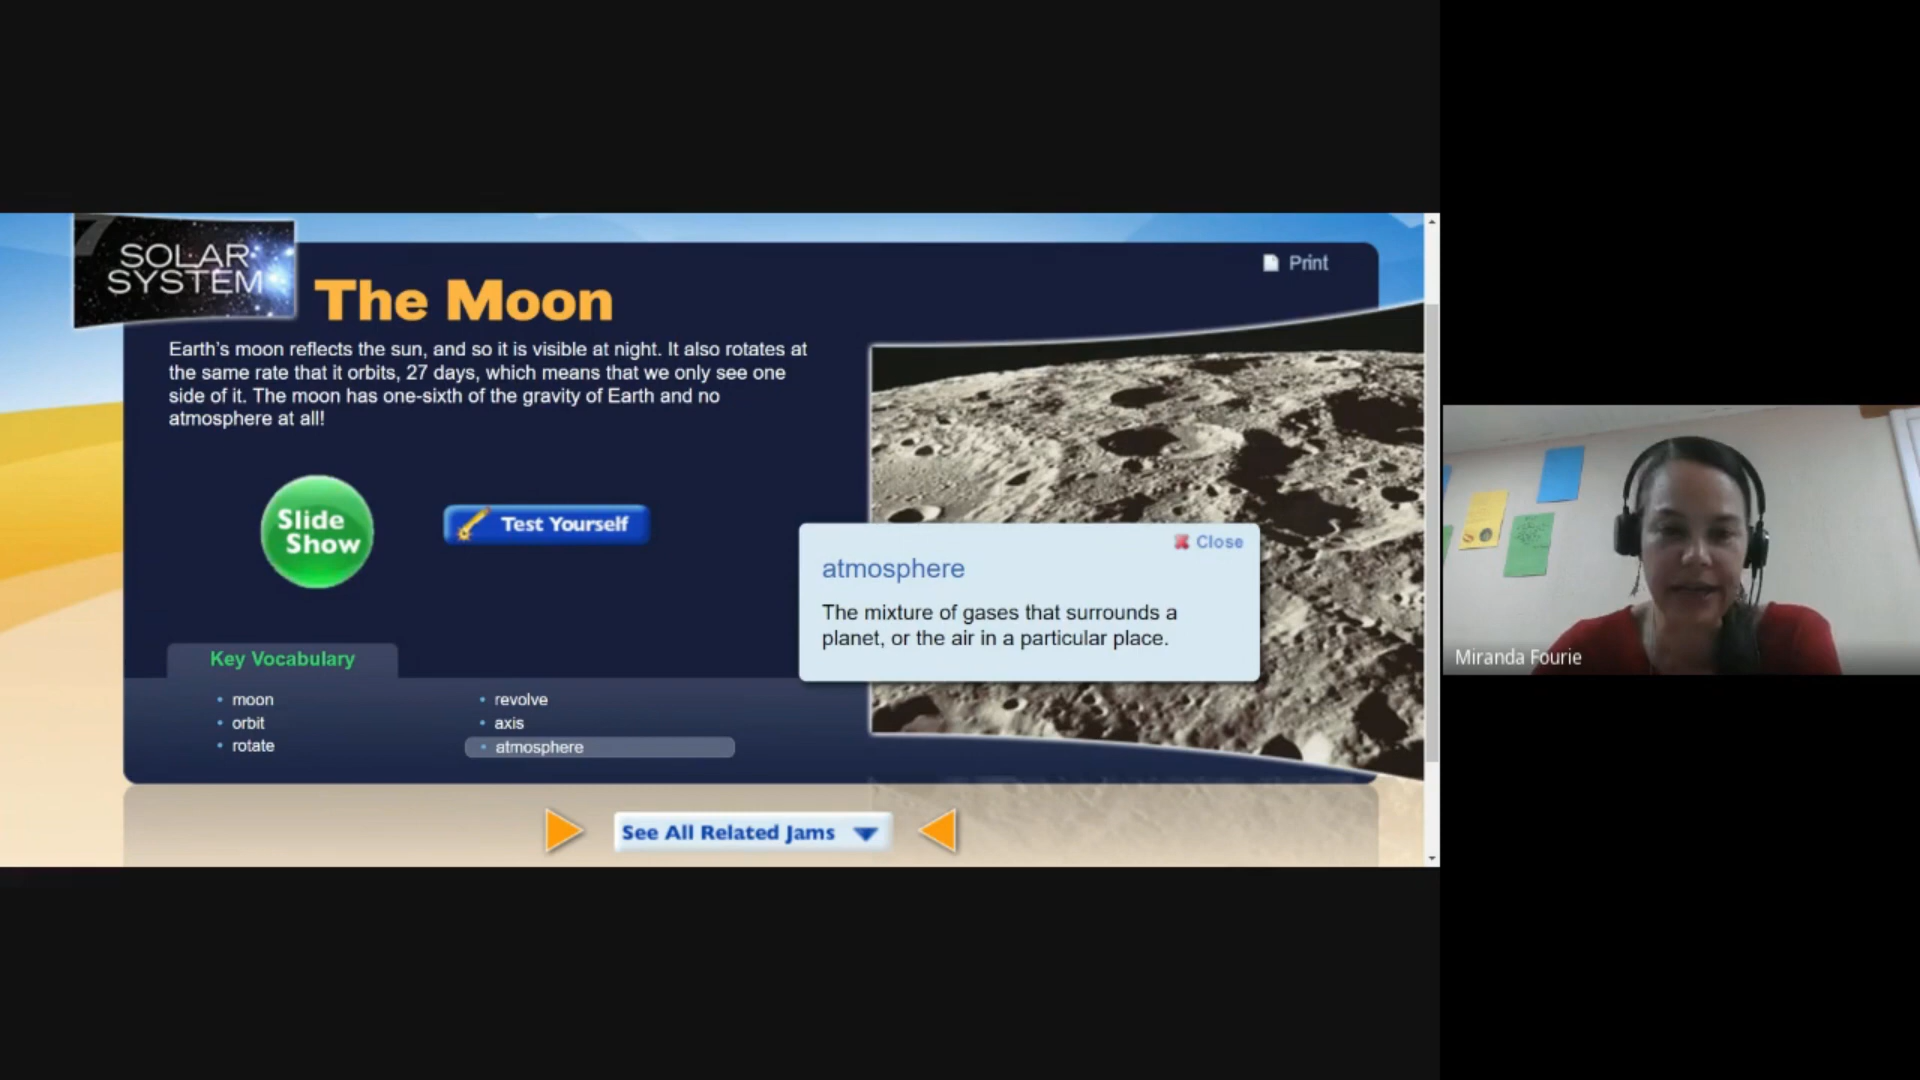 SOLAR
SYSTEM
Print
The Moon
Earth's moon reflects the sun, and so it is visible at night. It also rotates at
the same rate that it orbits, 27 days, which means that we only see one
side of it. The moon has one-sixth of the gravity of Earth and no
atmosphere at all!
Slide
Show
Test Yourself
Close
atmosphere
The mixture of gases that surrounds a
planet, or the air in a particular place.
Key Vocabulary
• moon
• orbit
• rotate
• revolve
• axis
• atmosphere
See All Related Jams
Miranda Fourie